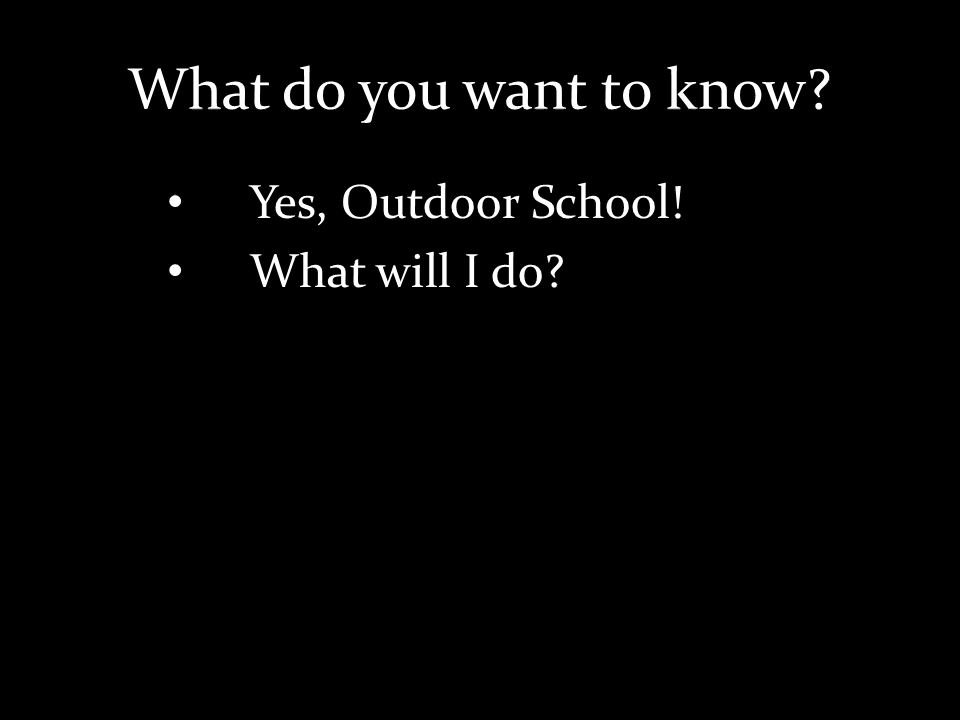 What do you want to know?
• Yes, Outdoor School!
• What will I do?